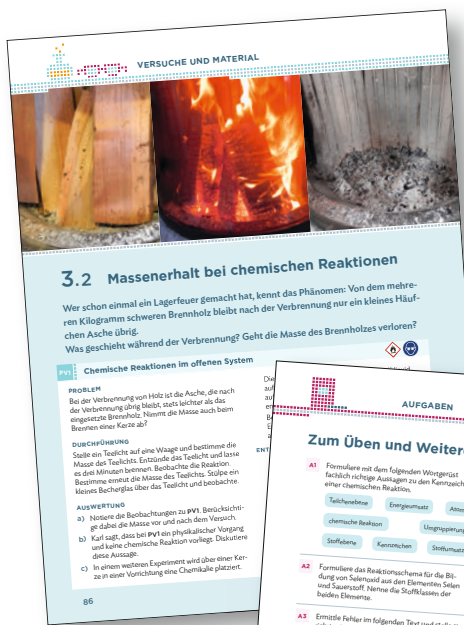 VERSUCHE UND MATERIAL
3.2 Massenerhalt bei chemischen Reaktionen
Wer schon einmal ein Lagerfeuer gemacht hat, kennt das Phänomen: Von dem mehre-
ren Kilogramm schweren Brennholz bleibt nach der Verbrennung nur ein kleines Häuf-
chen Asche übrig.
Was geschieht während der Verbrennung? Geht die Masse des Brennholzes verloren?
PV1 Chemische Reaktionen im offenen System
PROBLEM
Bei der Verbrennung von Holz ist die Asche, die nach
der Verbrennung übrig bleibt, stets leichter als das
eingesetzte Brennholz. Nimmt die Masse auch beim
Brennen einer Kerze ab?
DURCHFÜHRUNG
Stelle ein Teelicht auf eine Waage und bestimme die
Masse des Teelichts. Entzünde das Teelicht und lasse
es drei Minuten brennen. Beobachte die Reaktion
Bestimme erneut die Masse des Teelichts. Stülpe ein
kleines Becherglas über das Teelicht und beobachte.
AUSWERTUNG
a) Notiere die Beobachtungen zu PV1. Berücksichti-
ge dabei die Masse vor und nach dem Versuch.
b) Karl sagt, dass bei PV1 ein physikalischer Vorgang
und keine chemische Reaktion vorliegt. Diskutiere
diese Aussage.
c) In einem weiteren Experiment wird über einer Ker-
ze in einer Vorrichtung eine Chemikalie platziert.
86
AUFGABEN
Zum Üben und Weitere
A1 Formuliere mit dem folgenden Wortgerüst
fachlich richtige Aussagen zu den Kennzeich
einer chemischen Reaktion.
Teilchenebene Energieumsatz Atom
chemische Reaktion Umgruppierung
Stoffebene Kennzeichen Stoffumsatz
A2 Formuliere das Reaktionsschema für die Bil-
dung von Selenoxid aus den Elementen Selen
und Sauerstoff. Nenne die Stoffklassen der
beiden Elemente.
A3 Ermittle Fehler im folgenden Text und